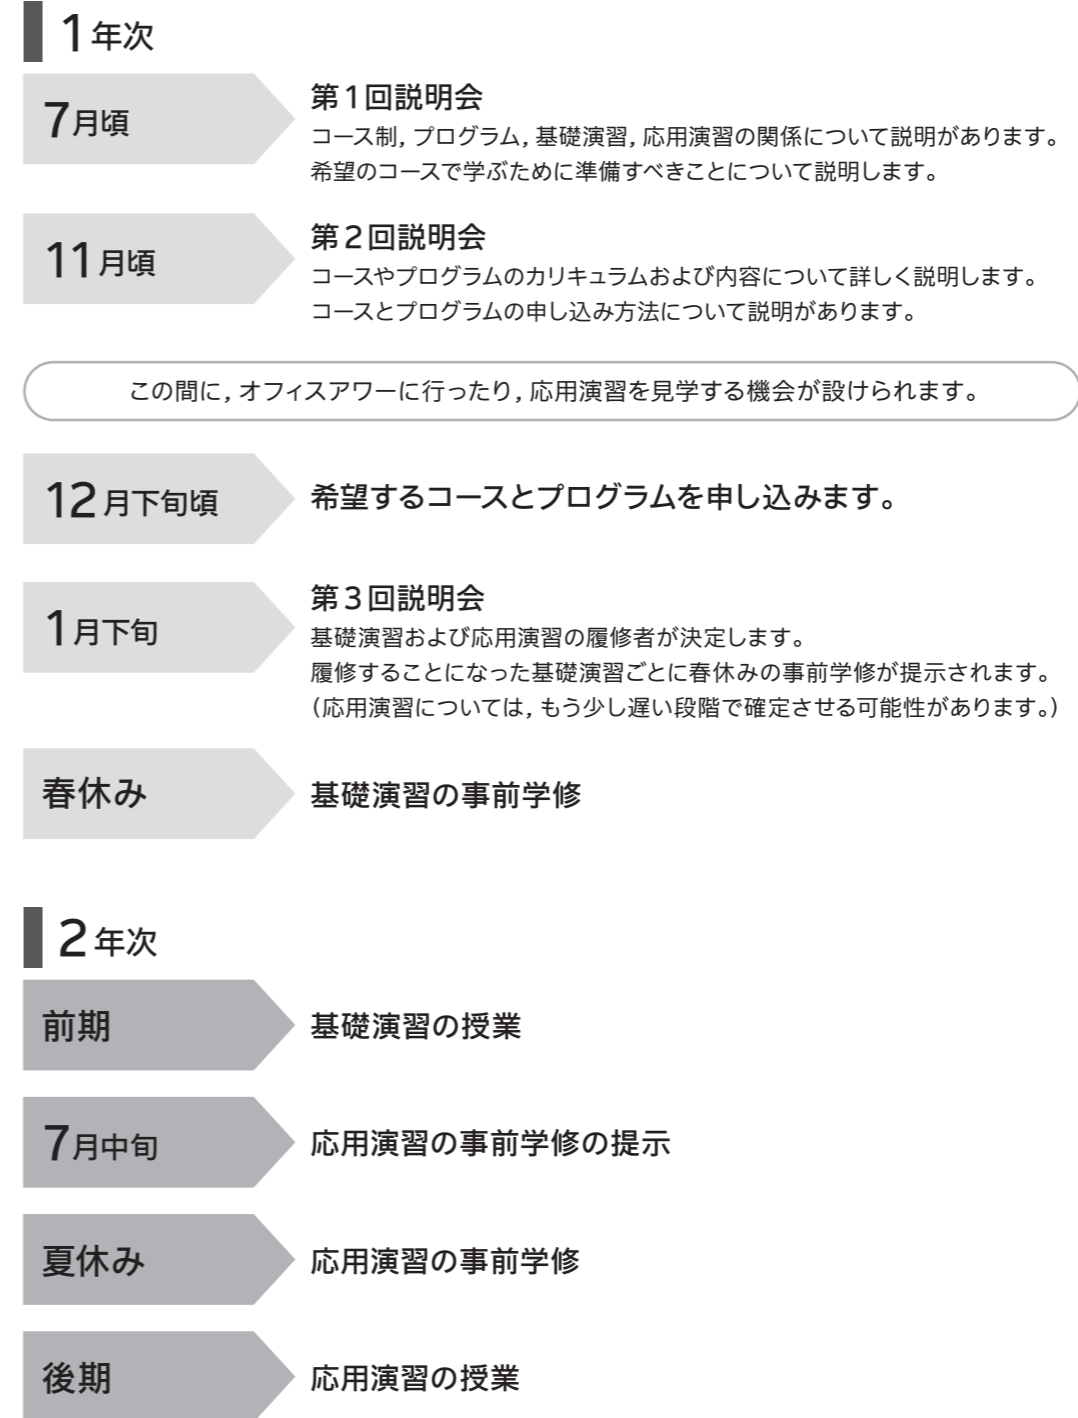 1年次
7月頃
第1回説明会
コース制, プログラム, 基礎演習, 応用演習の関係について説明があります。
希望のコースで学ぶために準備すべきことについて説明します。
11月頃
第2回説明会
コースやプログラムのカリキュラムおよび内容について詳しく説明します。
コースとプログラムの申し込み方法について説明があります。
この間に, オフィスアワーに行ったり, 応用演習を見学する機会が設けられます。
12月下旬頃
希望するコースとプログラムを申し込みます。
1月下旬
第3回説明会
基礎演習および応用演習の履修者が決定します。
履修することになった基礎演習ごとに春休みの事前学修が提示されます。
(応用演習については, もう少し遅い段階で確定させる可能性があります。)
春休み
基礎演習の事前学修
2年次
前期
基礎演習の授業
7月中旬
応用演習の事前学修の提示
夏休み
応用演習の事前学修
後期
応用演習の授業